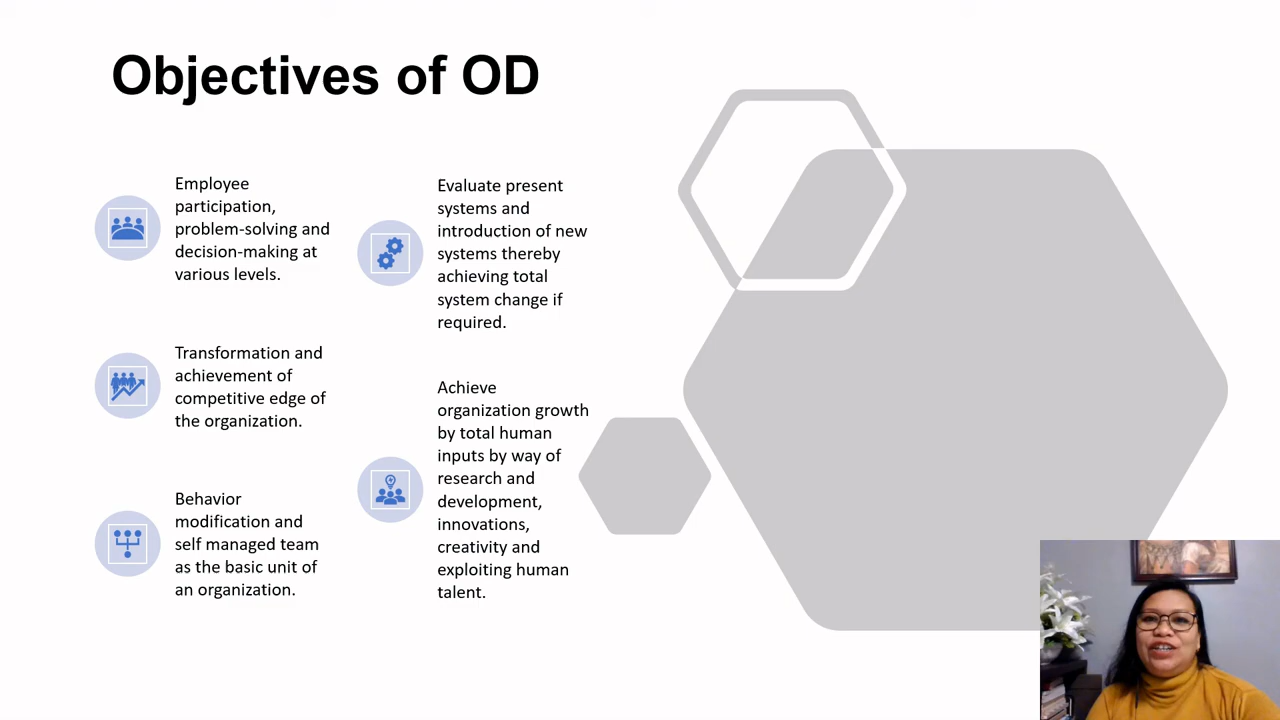 Objectives of OD
Employee
participation,
problem-solving and
decision-making at
various levels.
Transformation and
achievement of
competitive edge of
the organization.
Behavior
modification and
self managed team
as the basic unit of
an organization.
Evaluate present
systems and
introduction of new
systems thereby
achieving total
system change if
required.
Achieve
organization growth
by total human
inputs by way of
research and
development,
innovations,
creativity and
exploiting human
talent.